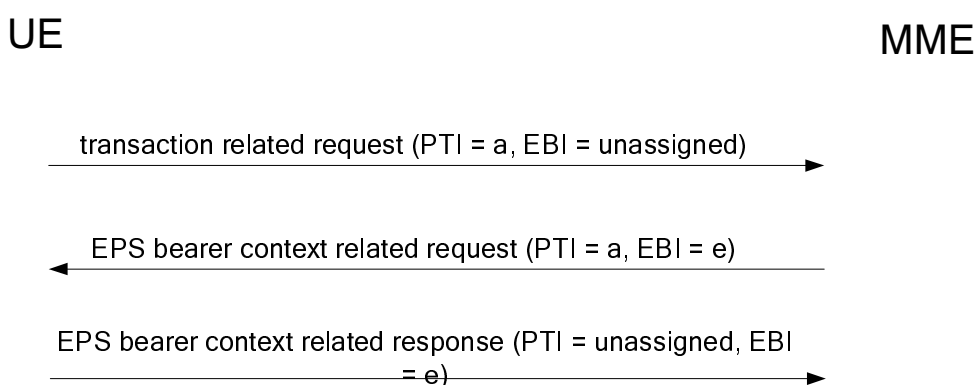 UE
MME
transaction related request (PTI = a, EBI = unassigned)
EPS bearer context related request (PTI = a, EBI = e)
EPS bearer context related response (PTI = unassigned, EBI
= e)